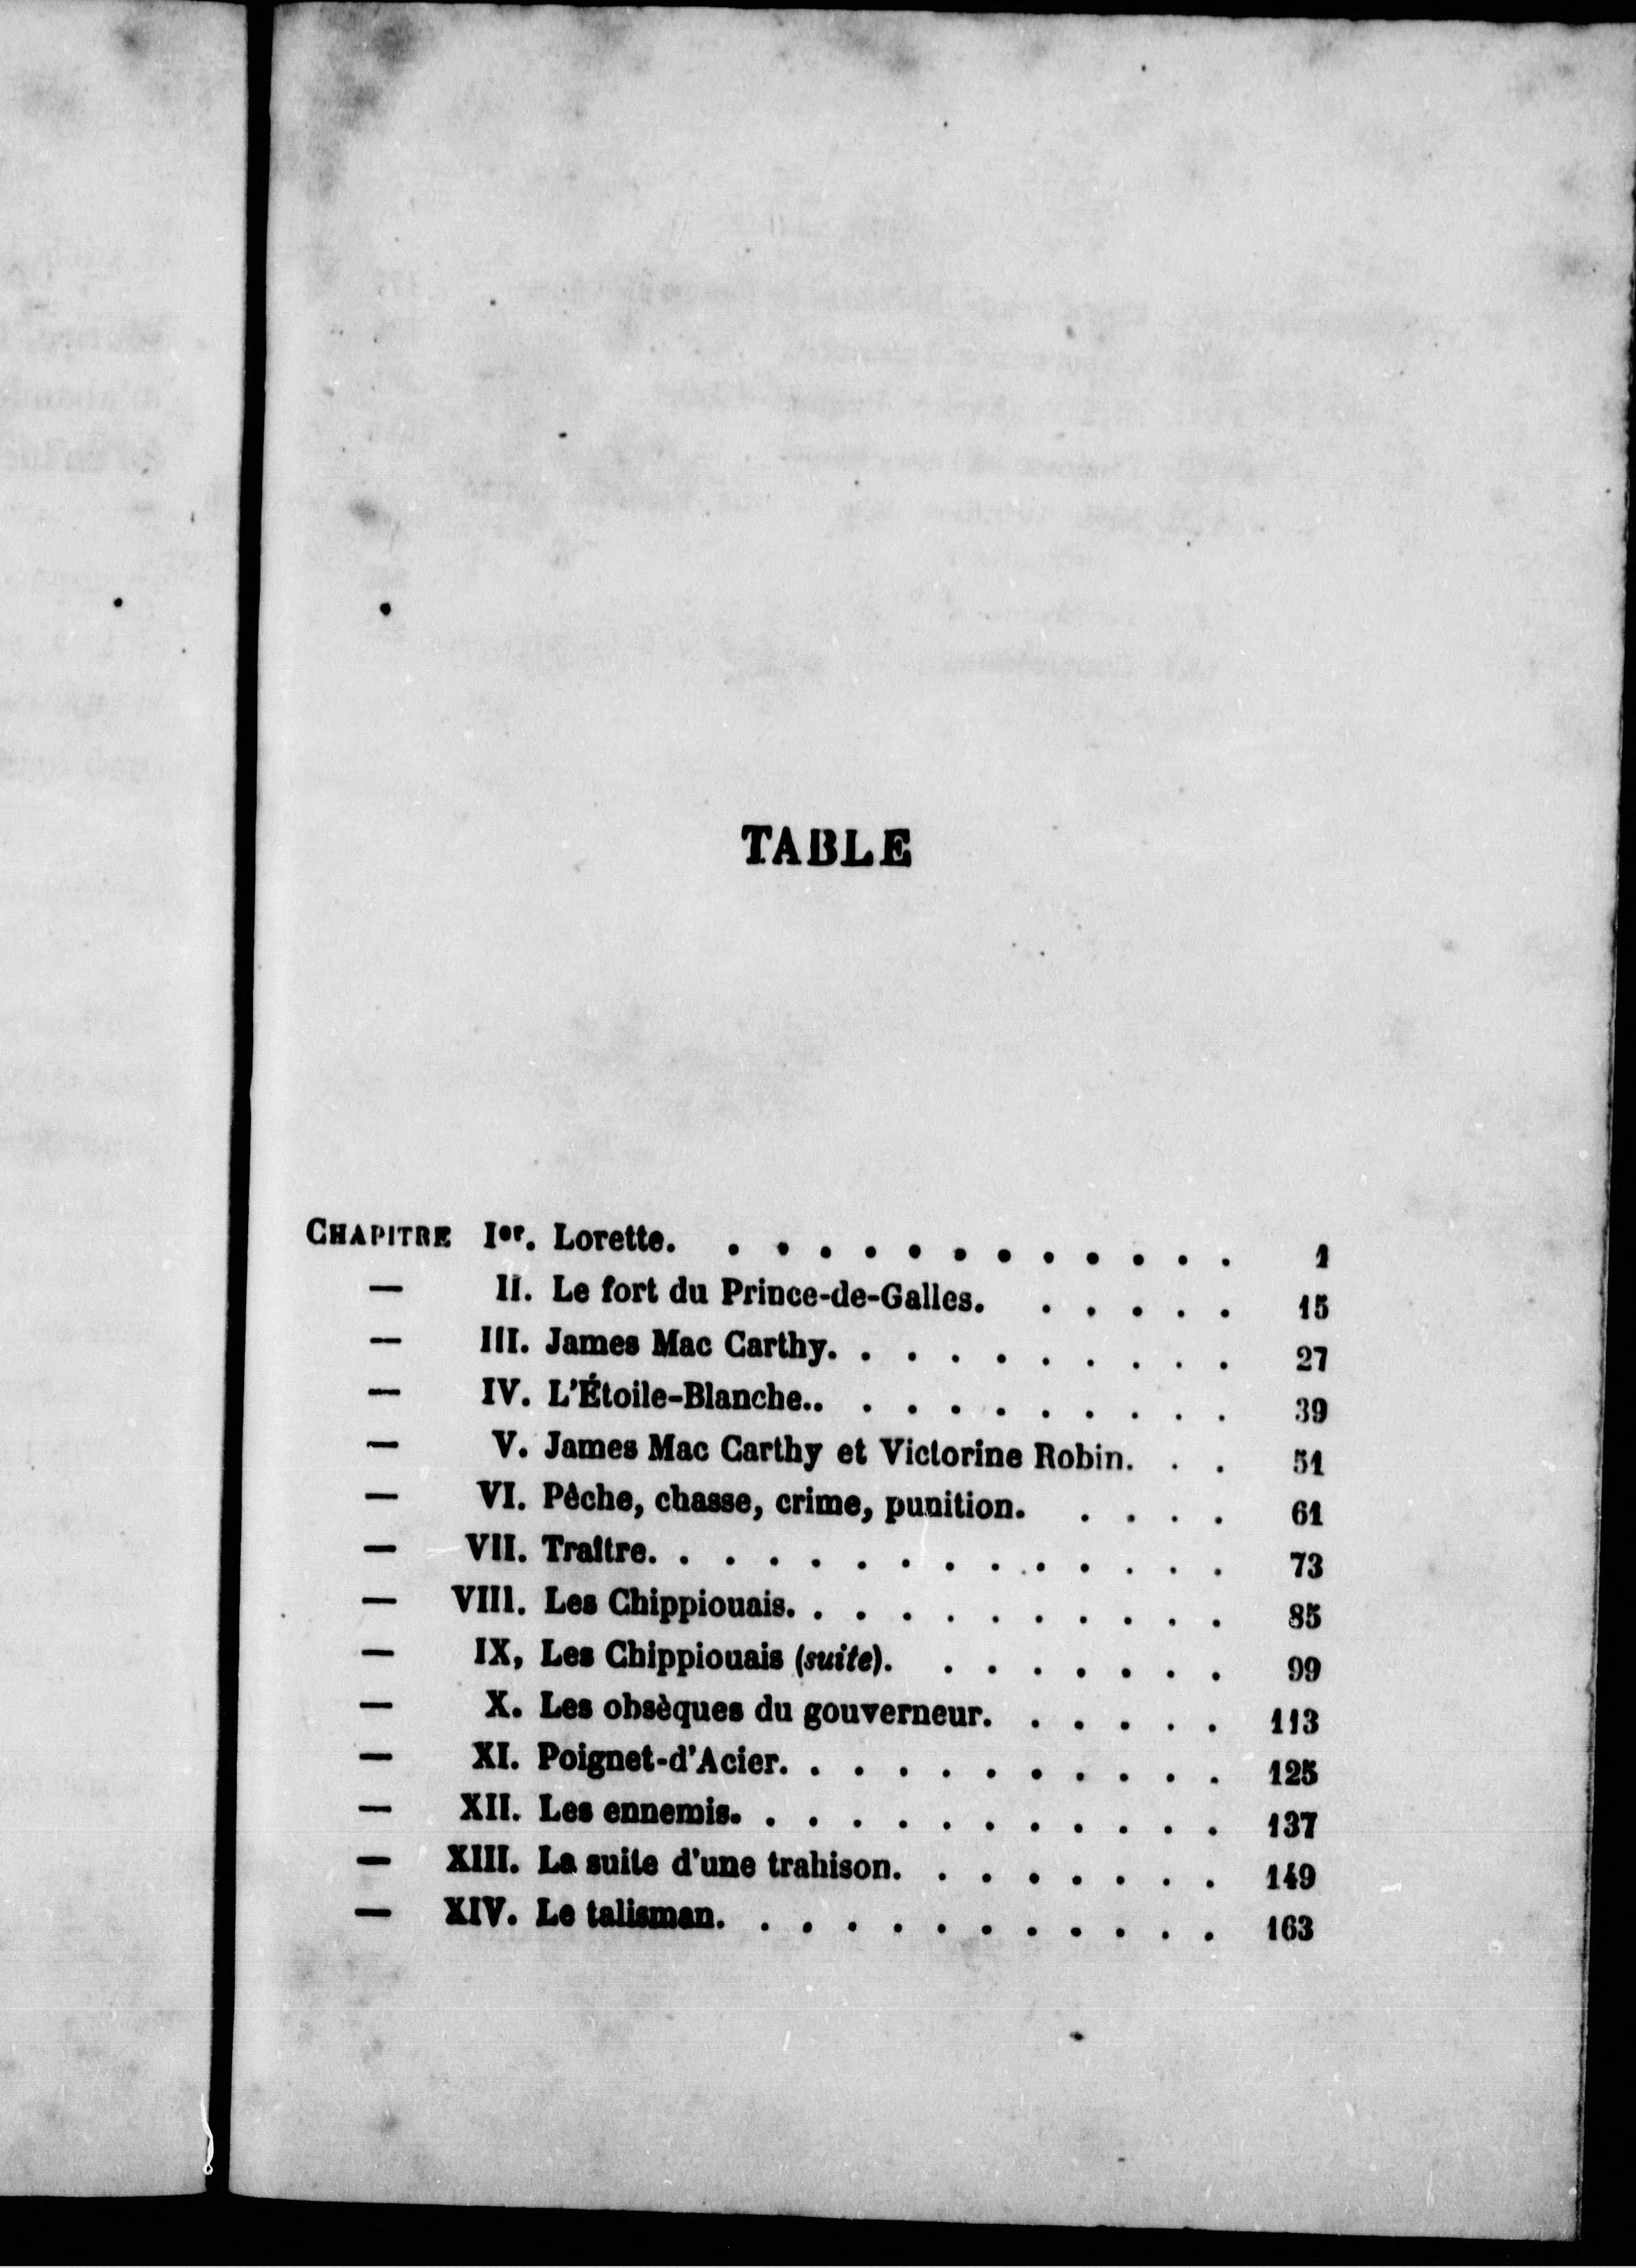 TABLE
CHAPITRE Ier. Lorette. . . . . . . . . . . . . 1
— II. Le fort du Prince-de-Galles. . . . . . 15
— III. James Mac Carthy. . . . . . . . . . 27
— IV. L'Étoile-Blanche.. . . . . . . . . . 39
— V. James Mac Carthy et Victorine Robin. . . 51
— VI. Pêche, chasse, crime, punition. . . . . 61
— VII. Traître. . . . . . . . . . . . . . 73
— VIII. Les Chippiouais. . . . . . . . . . . 85
— IX, Les Chippiouais (suite). . . . . . . . 99
— X. Les obsèques du gouverneur. . . . . . 113
— XI. Poignet-d'Acier. . . . . . . . . . . 125
— XII. Les ennemis. . . . . . . . . . . . 137
— XIII. La suite d'une trahison. . . . . . . . 149
— XIV. Le talisman. . . . . . . . . . . . 163